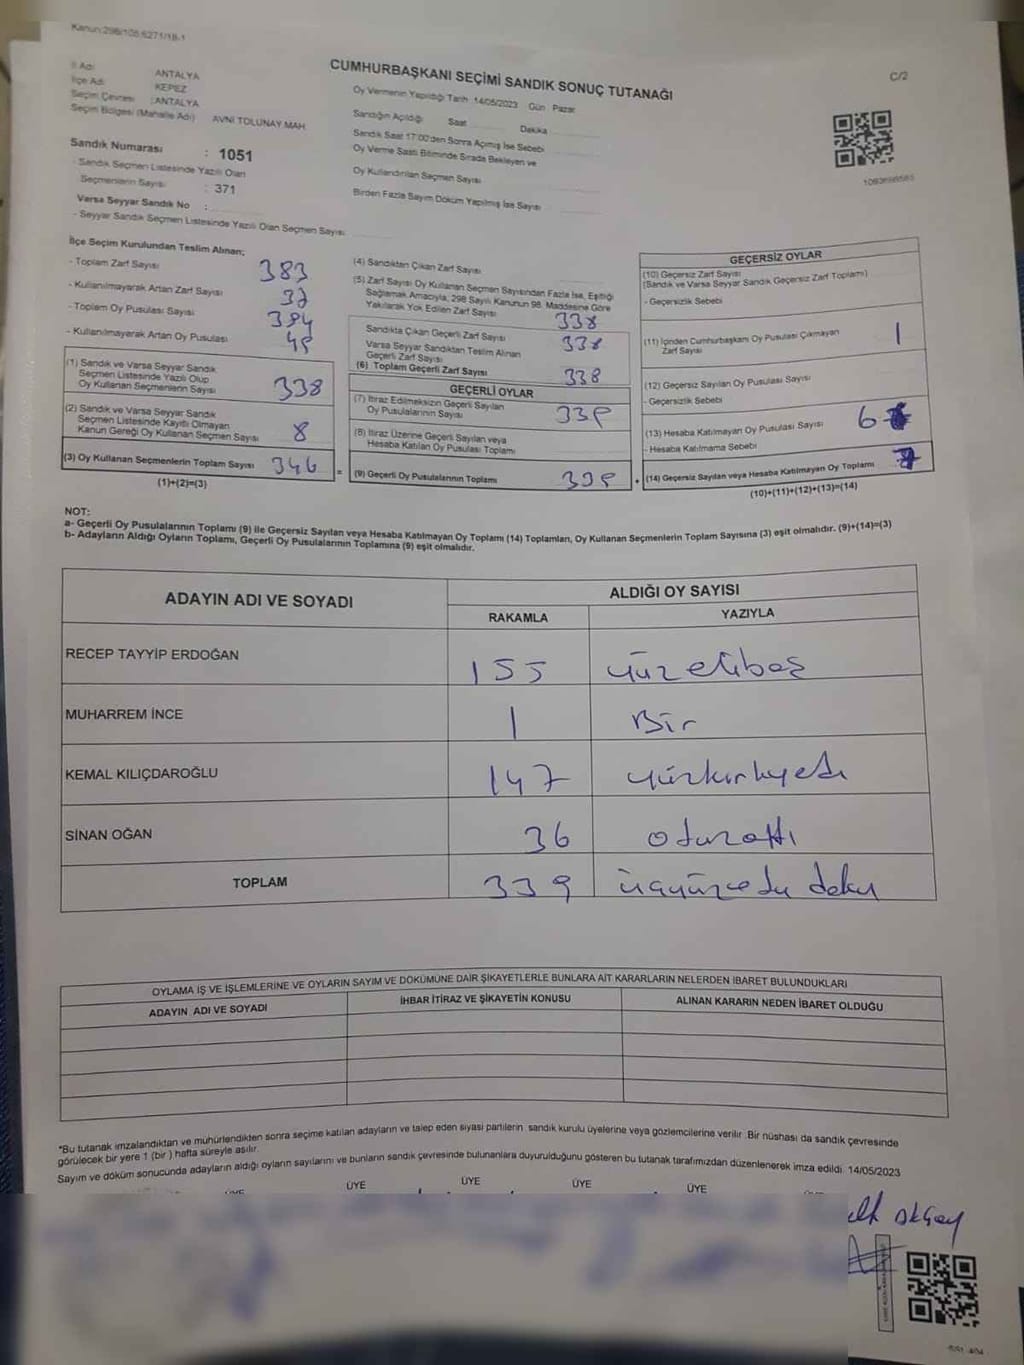 Kanun:298/108;6271/18-1
CUMHURBAŞKANI SEÇİMİ SANDIK SONUÇ TUTANAĞI
C/2
İl Adı ANTALYA
İlçe Adı KEPEZ
Seçim Çevresi :ANTALYA
Seçim Bölgesi (Mahalle Adı) AVNİ TOLUNAY MAH
Sandık Numarası : 1051
- Sandık Seçmen Listesinde Yazılı Olan
Seçmenlerin Sayısı : 371
Varsa Seyyar Sandık No :
- Seyyar Sandık Seçmen Listesinde Yazılı Olan Seçmen Sayısı
Oy Vermenin Yapıldığı Tarih 14/05/2023 Gün Pazar
Sandığın Açıldığı Saat Dakika
Sandık Saat 17:00'den Sonra Açılmış İse Sebebi
Oy Verme Saati Bitiminde Sırada Bekleyen ve
Oy Kullandırılan Seçmen Sayısı
Birden Fazla Sayım Döküm Yapılmış İse Sayısı
İlçe Seçim Kurulundan Teslim Alınan;
- Toplam Zarf Sayısı 383
- Kullanılmayarak Artan Zarf Sayısı 37
- Toplam Oy Pusulası Sayısı 394
- Kullanılmayarak Artan Oy Pusulası 48
(1) Sandık ve Varsa Seyyar Sandık
Seçmen Listesinde Yazılı Olup
Oy Kullanan Seçmenlerin Sayısı 338
(2) Sandık ve Varsa Seyyar Sandık
Seçmen Listesinde Kayıtlı Olmayan
Kanun Gereği Oy Kullanan Seçmen Sayısı 8
(3) Oy Kullanan Seçmenlerin Toplam Sayısı 346 =
(1)+(2)=(3)
(4) Sandıktan Çıkan Zarf Sayısı
(5) Zarf Sayısı Oy Kullanan Seçmen Sayısından Fazla İse, Eşitliği
Sağlamak Amacıyla, 298 Sayılı Kanunun 98. Maddesine Göre
Yakılarak Yok Edilen Zarf Sayısı 338
Sandıkta Çıkan Geçerli Zarf Sayısı 338
Varsa Seyyar Sandıktan Teslim Alınan
Geçerli Zarf Sayısı
(6) Toplam Geçerli Zarf Sayısı 338
GEÇERLİ OYLAR
(7) İtiraz Edilmeksizin Geçerli Sayılan
Oy Pusulalarının Sayısı 339
(8) İtiraz Üzerine Geçerli Sayılan veya
Hesaba Katılan Oy Pusulası Toplamı
(9) Geçerli Oy Pusulalarının Toplamı 339 +
GEÇERSİZ OYLAR
(10) Geçersiz Zarf Sayısı
(Sandık ve Varsa Seyyar Sandık Geçersiz Zarf Toplamı)
- Geçersizlik Sebebi
(11) İçinden Cumhurbaşkanı Oy Pusulası Çıkmayan
Zarf Sayısı 1
(12) Geçersiz Sayılan Oy Pusulası Sayısı
- Geçersizlik Sebebi
(13) Hesaba Katılmayan Oy Pusulası Sayısı 6
- Hesaba Katılmama Sebebi
(14) Geçersiz Sayılan veya Hesaba Katılmayan Oy Toplamı 7
(10)+(11)+(12)+(13)=(14)
NOT:
a- Geçerli Oy Pusulalarının Toplamı (9) ile Geçersiz Sayılan veya Hesaba Katılmayan Oy Toplamı (14) Toplamları, Oy Kullanan Seçmenlerin Toplam Sayısına (3) eşit olmalıdır. (9)+(14)=(3)
b- Adayların Aldığı Oyların Toplamı, Geçerli Oy Pusulalarının Toplamına (9) eşit olmalıdır.
ADAYIN ADI VE SOYADI ALDIĞI OY SAYISI
RAKAMLA YAZIYLA
RECEP TAYYİP ERDOĞAN 155 yüzellibeş
MUHARREM İNCE 1 Bir
KEMAL KILIÇDAROĞLU 147 yüzkırkyedi
SİNAN OĞAN 36 otuzaltı
TOPLAM 339 üçyüzotuz dokuz
OYLAMA İŞ VE İŞLEMLERİNE VE OYLARIN SAYIM VE DÖKÜMÜNE DAİR ŞİKAYETLERLE BUNLARA AİT KARARLARIN NELERDEN İBARET BULUNDUKLARI
ADAYIN ADI VE SOYADI İHBAR İTİRAZ VE ŞİKAYETİN KONUSU ALINAN KARARIN NEDEN İBARET OLDUĞU
*Bu tutanak imzalandıktan ve mühürlendikten sonra seçime katılan adayların ve talep eden siyasi partilerin sandık kurulu üyelerine veya gözlemcilerine verilir. Bir nüshası da sandık çevresinde
görülecek bir yere 1 (bir) hafta süreyle asılır.
Sayım ve döküm sonucunda adayların aldığı oyların sayılarını ve bunların sandık çevresinde bulunanlara duyurulduğunu gösteren bu tutanak tarafımızdan düzenlenerek imza edildi. 14/05/2023
ÜYE ÜYE ÜYE ÜYE ÜYE